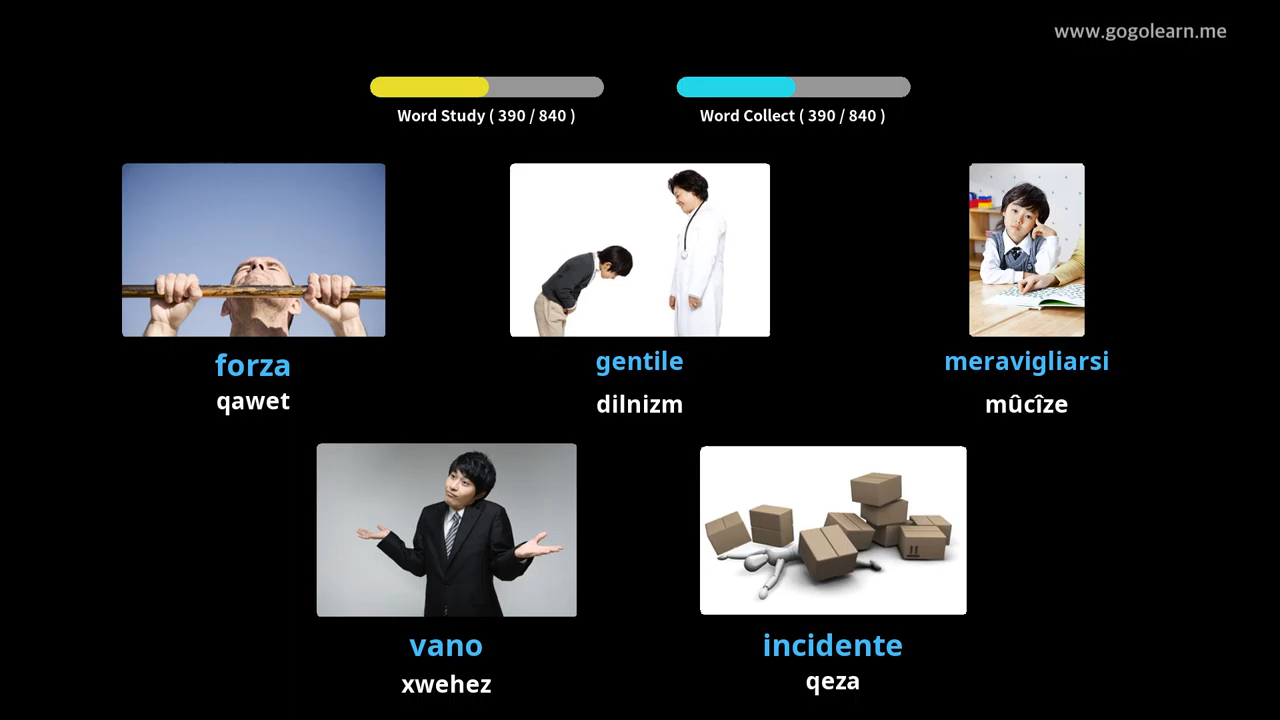 www.gogolearn.me
Word Study ( 390 / 840 )
Word Collect ( 390 / 840 )
forza
qawet
gentile
dilnizm
meravigliarsi
mûcîze
vano
xwehez
incidente
qeza